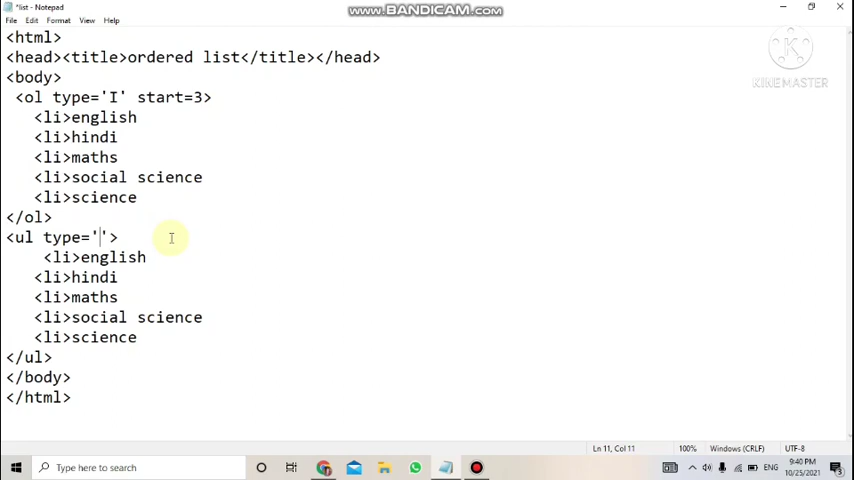 *list - Notepad
www.BANDICAM.com
File Edit Format View Help
<html>
<head><title>ordered list</title></head>
<body>
<ol type='I' start=3>
<li>english
<li>hindi
<li>maths
<li>social science
<li>science
</ol>
<ul type=''>
<li>english
<li>hindi
<li>maths
<li>social science
<li>science
</ul>
</body>
</html>
KINEMASTER
Ln 11, Col 11 100% Windows (CRLF) UTF-8
Type here to search
ENG
9:40 PM
10/25/2021
3